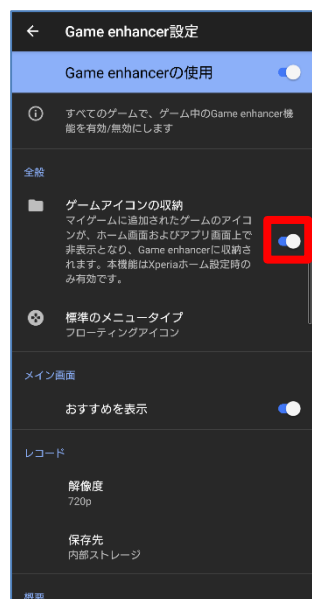 Game enhancer設定
Game enhancerの使用
すべてのゲームで、ゲーム中のGame enhancer機
能を有効/無効にします
全般
ゲームアイコンの収納
マイゲームに追加されたゲームのアイコ
ンが、ホーム画面およびアプリ画面上で
非表示となり、Game enhancerに収納さ
れます。本機能はXperiaホーム設定時の
み有効です。
標準のメニュータイプ
フローティングアイコン
メイン画面
おすすめを表示
レコード
解像度
720p
保存先
内部ストレージ
概要